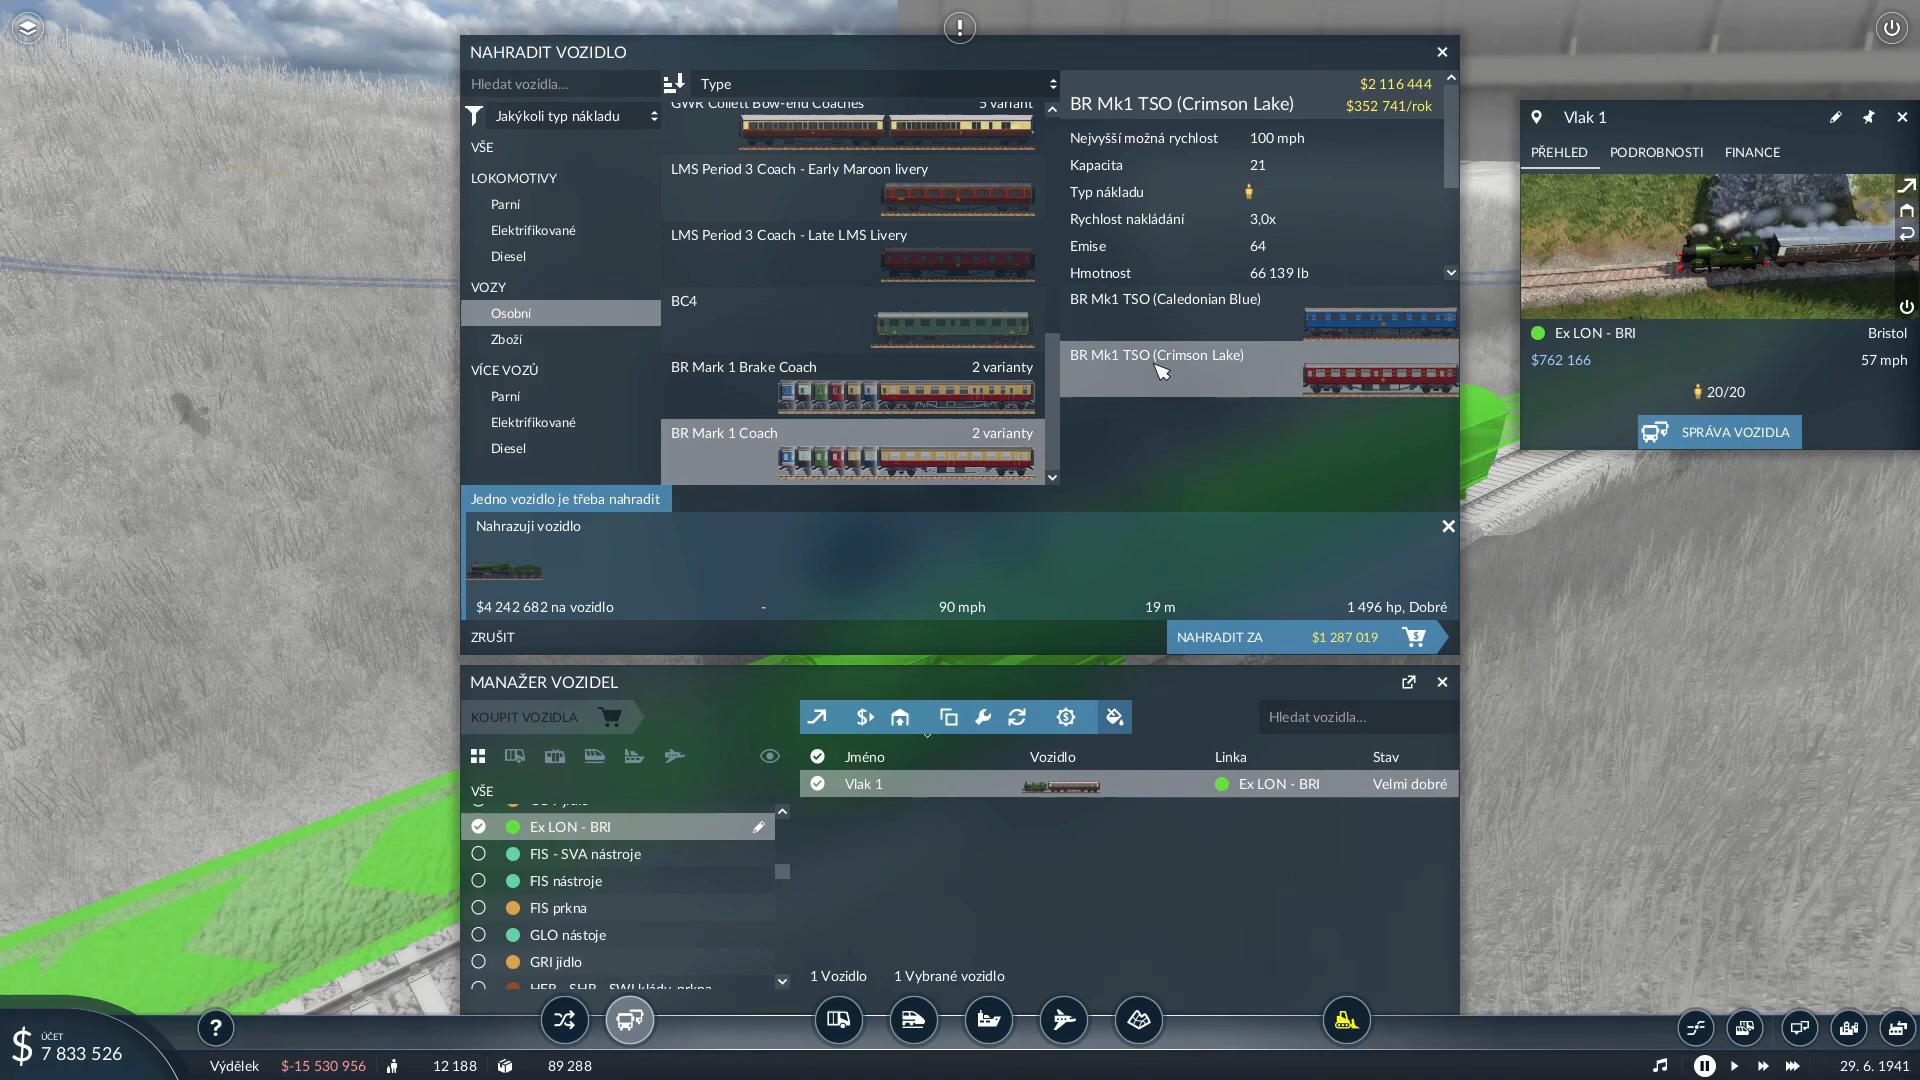 NAHRADIT VOZIDLO
Hledat vozidla...
Type
Jakýkoli typ nákladu
VŠE
LOKOMOTIVY
Parní
Elektrifikované
Diesel
VOZY
Osobní
Zboží
VÍCE VOZŮ
Parní
Elektrifikované
Diesel
GWR Collett Bow-end Coaches 5 variant
LMS Period 3 Coach - Early Maroon livery
LMS Period 3 Coach - Late LMS Livery
BC4
BR Mark 1 Brake Coach 2 varianty
BR Mark 1 Coach 2 varianty
$2 116 444
BR Mk1 TSO (Crimson Lake) $352 741/rok
Nejvyšší možná rychlost 100 mph
Kapacita 21
Typ nákladu
Rychlost nakládání 3,0x
Emise 64
Hmotnost 66 139 lb
BR Mk1 TSO (Caledonian Blue)
BR Mk1 TSO (Crimson Lake)
Jedno vozidlo je třeba nahradit
Nahrazuji vozidlo
$4 242 682 na vozidlo - 90 mph 19 m 1 496 hp, Dobré
ZRUŠIT
NAHRADIT ZA $1 287 019
Vlak 1
PŘEHLED PODROBNOSTI FINANCE
Ex LON - BRI Bristol
$762 166 57 mph
20/20
SPRÁVA VOZIDLA
MANAŽER VOZIDEL
KOUPIT VOZIDLA
Hledat vozidla...
VŠE
Ex LON - BRI
FIS - SVA nástroje
FIS nástroje
FIS prkna
GLO nástoje
GRI jídlo
Jméno Vozidlo Linka Stav
Vlak 1 Ex LON - BRI Velmi dobré
1 Vozidlo 1 Vybrané vozidlo
ÚČET
$ 7 833 526
?
Výdělek $-15 530 956 12 188 89 288
29. 6. 1941